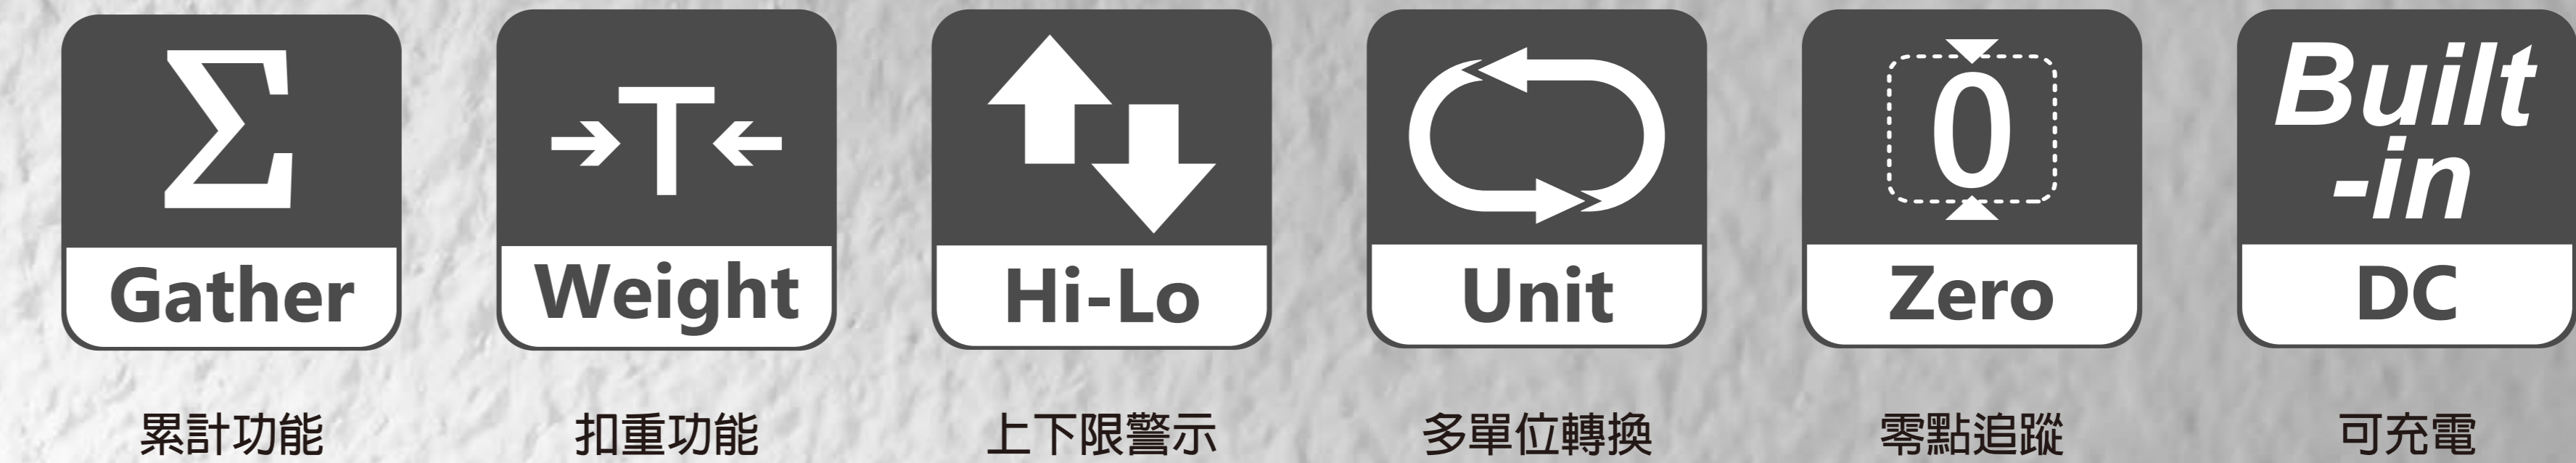 Σ
→T←
0
Built
-in
Gather
Weight
Hi-Lo
Unit
Zero
DC
累計功能
扣重功能
上下限警示
多單位轉換
零點追蹤
可充電